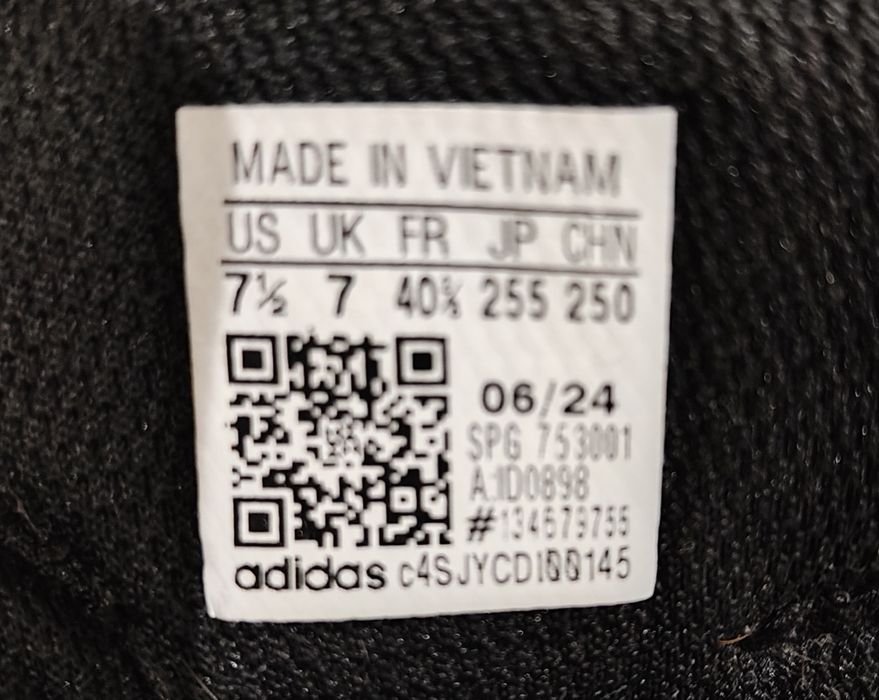 MADE IN VIETNAM
US UK FR JP CHN
7½ 7 40⅔ 255 250
06/24
SPG 753001
A:ID0898
#134679755
adidas c4SJYCD100145